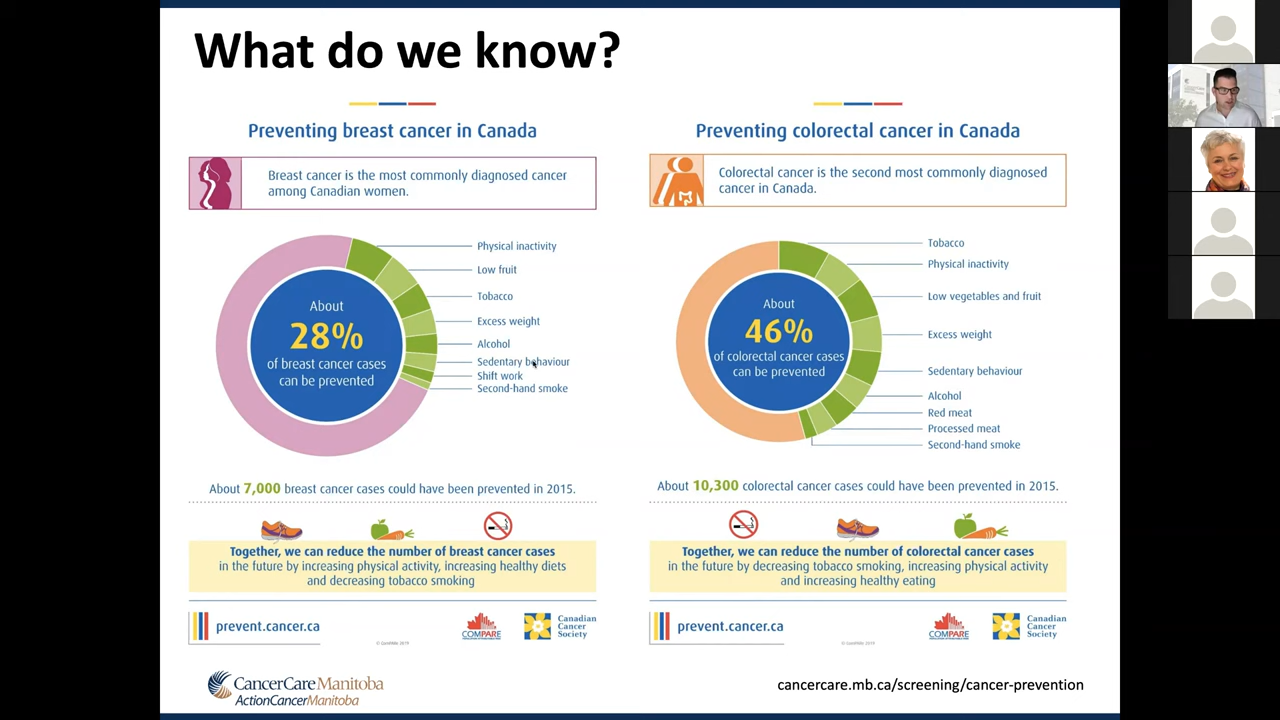 What do we know?
Preventing breast cancer in Canada
Breast cancer is the most commonly diagnosed cancer
among Canadian women.
Physical inactivity
Low fruit
Tobacco
Excess weight
Alcohol
Sedentary behaviour
Shift work
Second-hand smoke
About
28%
of breast cancer cases
can be prevented
About 7,000 breast cancer cases could have been prevented in 2015.
Together, we can reduce the number of breast cancer cases
in the future by increasing physical activity, increasing healthy diets
and decreasing tobacco smoking
prevent.cancer.ca
COMPARE
Canadian
Cancer
Society
Preventing colorectal cancer in Canada
Colorectal cancer is the second most commonly diagnosed
cancer in Canada.
Tobacco
Physical inactivity
Low vegetables and fruit
Excess weight
Sedentary behaviour
Alcohol
Red meat
Processed meat
Second-hand smoke
About
46%
of colorectal cancer cases
can be prevented
About 10,300 colorectal cancer cases could have been prevented in 2015.
Together, we can reduce the number of colorectal cancer cases
in the future by decreasing tobacco smoking, increasing physical activity
and increasing healthy eating
prevent.cancer.ca
COMPARE
Canadian
Cancer
Society
CancerCareManitoba
ActionCancerManitoba
cancercare.mb.ca/screening/cancer-prevention